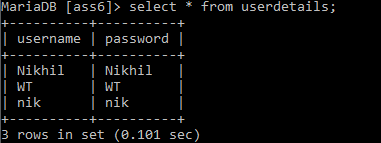 MariaDB [ass6]> select * from userdetails;
+----------+----------+
| username | password |
+----------+----------+
| Nikhil   | Nikhil   |
| WT       | WT       |
| nik      | nik      |
+----------+----------+
3 rows in set (0.101 sec)